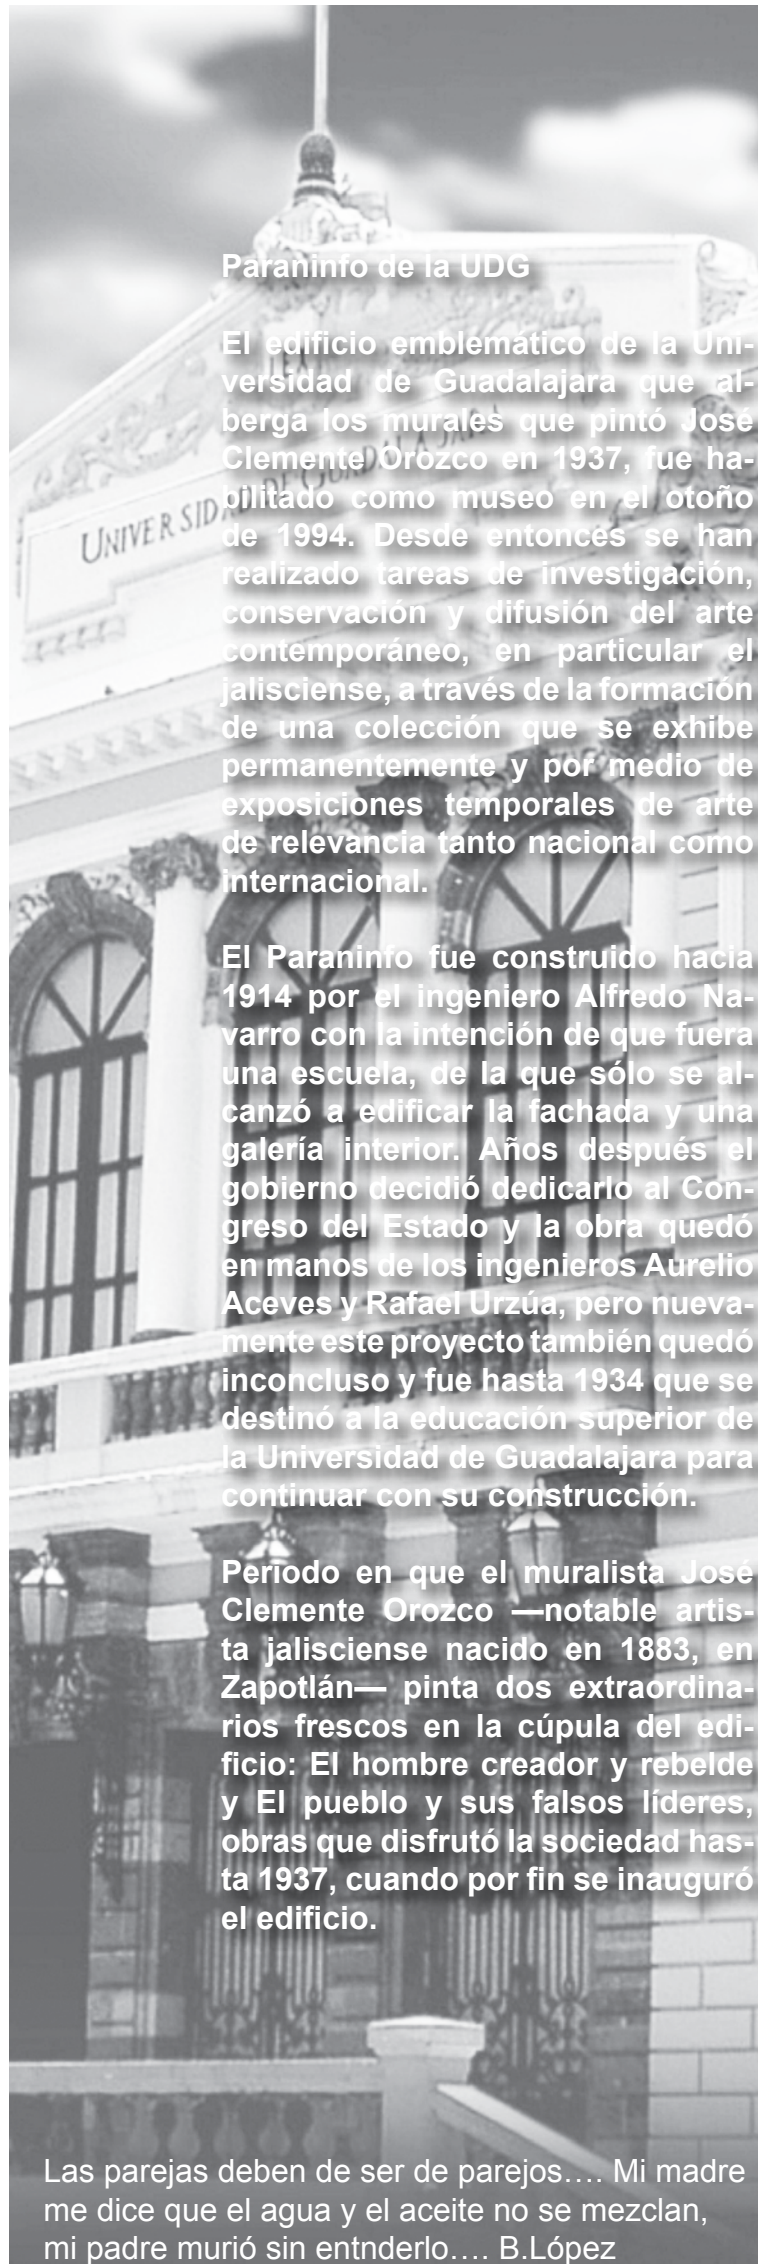 Paraninfo de la UDG
El edificio emblemático de la Uni-
versidad de Guadalajara que al-
berga los murales que pintó José
Clemente Orozco en 1937, fue ha-
bilitado como museo en el otoño
de 1994. Desde entonces se han
realizado tareas de investigación,
conservación y difusión del arte
contemporáneo, en particular el
jalisciense, a través de la formación
de una colección que se exhibe
permanentemente y por medio de
exposiciones temporales de arte
de relevancia tanto nacional como
internacional.
El Paraninfo fue construido hacia
1914 por el ingeniero Alfredo Na-
varro con la intención de que fuera
una escuela, de la que sólo se al-
canzó a edificar la fachada y una
galería interior. Años después el
gobierno decidió dedicarlo al Con-
greso del Estado y la obra quedó
en manos de los ingenieros Aurelio
Aceves y Rafael Urzúa, pero nueva-
mente este proyecto también quedó
inconcluso y fue hasta 1934 que se
destinó a la educación superior de
la Universidad de Guadalajara para
continuar con su construcción.
Periodo en que el muralista José
Clemente Orozco —notable artis-
ta jalisciense nacido en 1883, en
Zapotlán— pinta dos extraordina-
rios frescos en la cúpula del edi-
ficio: El hombre creador y rebelde
y El pueblo y sus falsos líderes,
obras que disfrutó la sociedad has-
ta 1937, cuando por fin se inauguró
el edificio.
UNIVERSIDAD DE GUADALAJARA
Las parejas deben de ser de parejos…. Mi madre
me dice que el agua y el aceite no se mezclan,
mi padre murió sin entnderlo…. B.López